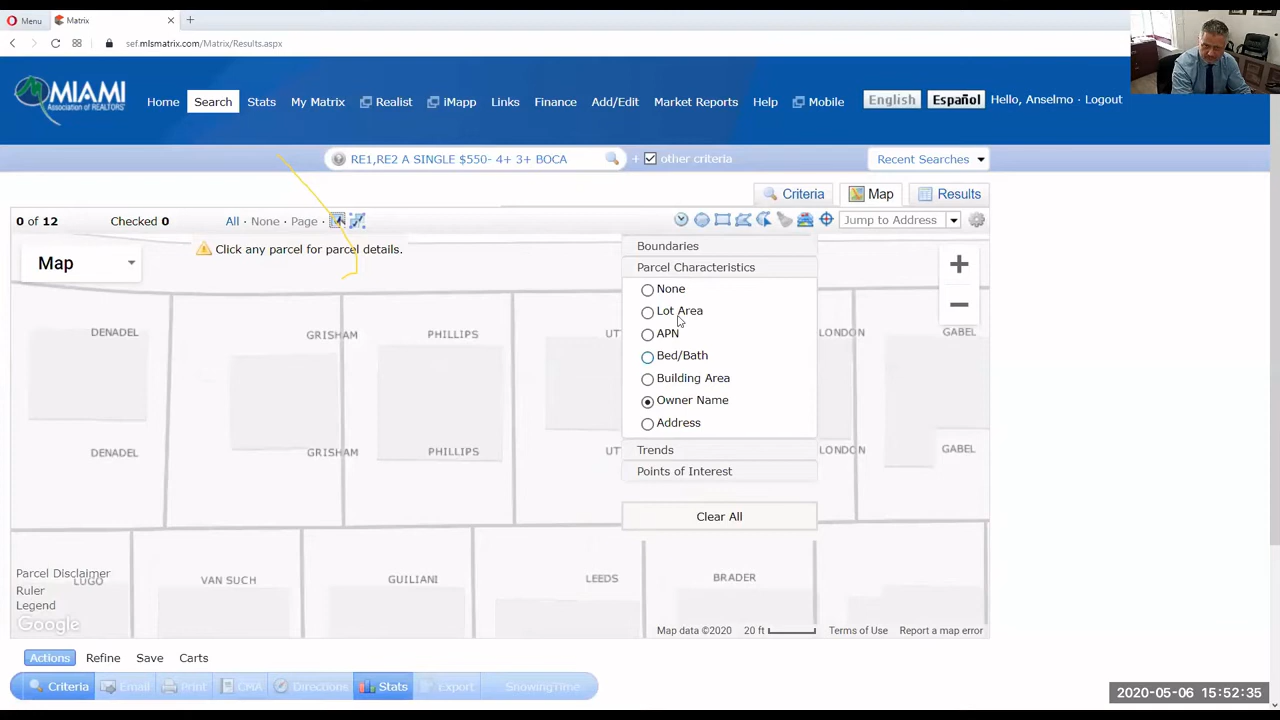 Menu
Matrix
sef.mlsmatrix.com/Matrix/Results.aspx
MIAMI
Association of REALTORS®
Home Search Stats My Matrix Realist iMapp Links Finance Add/Edit Market Reports Help Mobile English Español Hello, Anselmo · Logout
RE1,RE2 A SINGLE $550- 4+ 3+ BOCA
+ other criteria
Recent Searches
Criteria Map Results
0 of 12 Checked 0 All · None · Page ·
Jump to Address
Map
Click any parcel for parcel details.
Boundaries
Parcel Characteristics
None
Lot Area
APN
Bed/Bath
Building Area
Owner Name
Address
Trends
Points of Interest
Clear All
+
−
DENADEL GRISHAM PHILLIPS UT LONDON GABEL
DENADEL GRISHAM PHILLIPS UT LONDON GABEL
LUGO VAN SUCH GUILIANI LEEDS BRADER
Parcel Disclaimer
Ruler
Legend
Google
Map data ©2020 20 ft Terms of Use Report a map error
Actions Refine Save Carts
Criteria Email Print CMA Directions Stats Export ShowingTime
2020-05-06 15:52:35